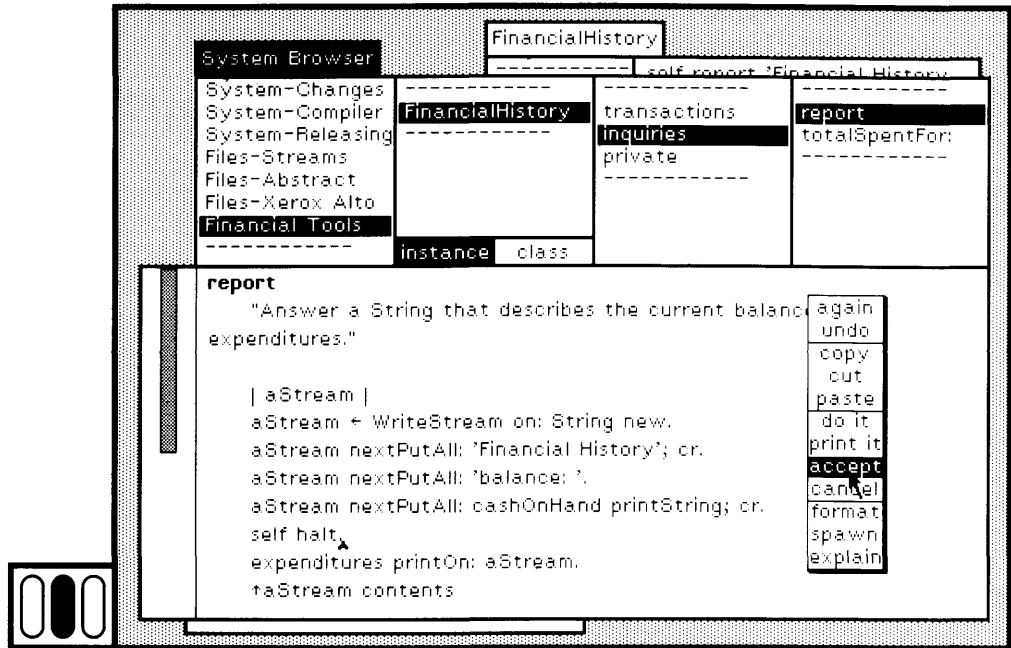 FinancialHistory
System Browser
self report 'Financial History
System-Changes
System-Compiler
System-Releasing
Files-Streams
Files-Abstract
Files-Xerox Alto
Financial Tools
FinancialHistory
instance class
transactions
inquiries
private
report
totalSpentFor:
report
"Answer a String that describes the current balanc
expenditures."
| aStream |
aStream ← WriteStream on: String new.
aStream nextPutAll: 'Financial History'; cr.
aStream nextPutAll: 'balance: '.
aStream nextPutAll: cashOnHand printString; cr.
self halt.
expenditures printOn: aStream.
↑aStream contents
again
undo
copy
cut
paste
do it
print it
accept
cancel
format
spawn
explain